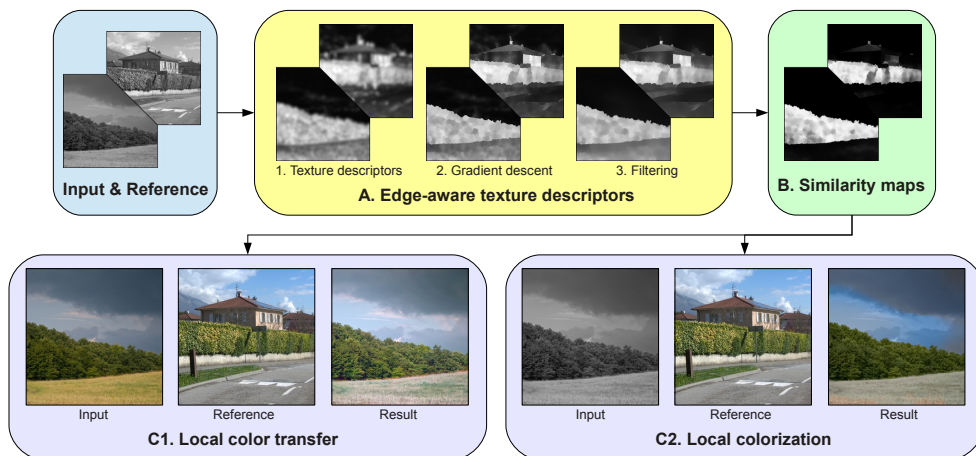 1. Texture descriptors
2. Gradient descent
3. Filtering
Input & Reference
A. Edge-aware texture descriptors
B. Similarity maps
Input
Reference
Result
C1. Local color transfer
Input
Reference
Result
C2. Local colorization